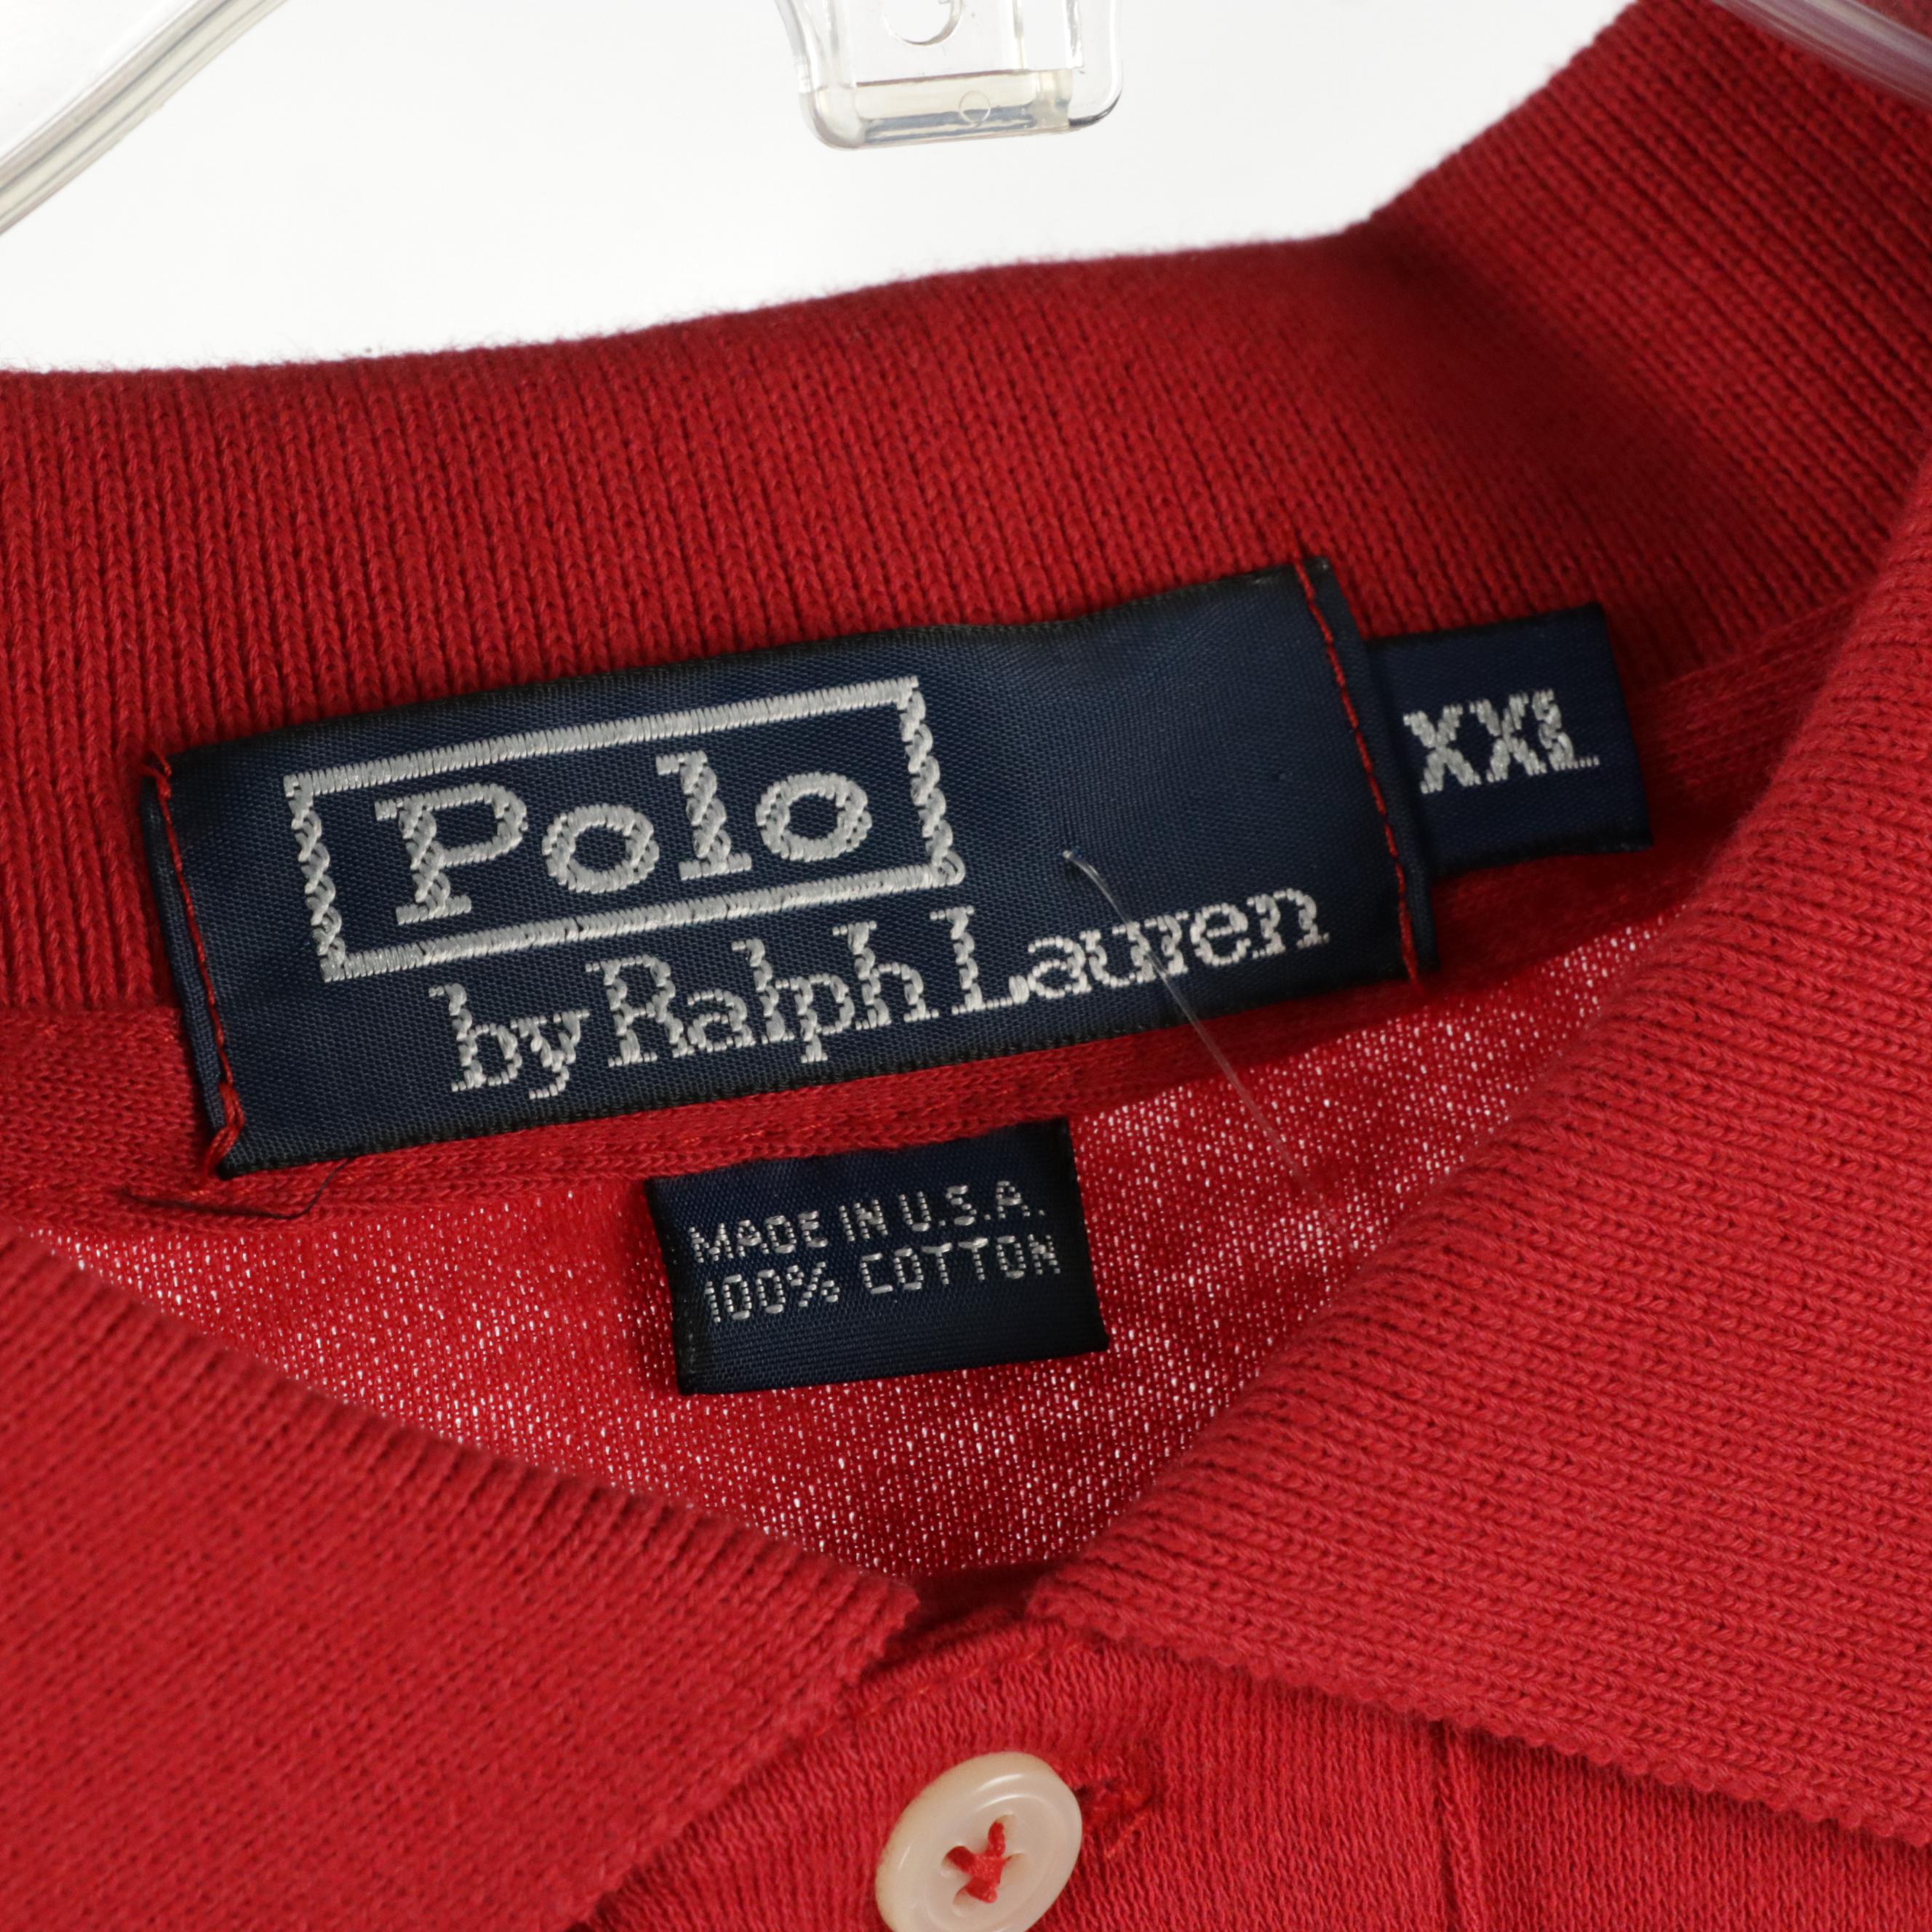 Polo
by Ralph Lauren
XXL
MADE IN U.S.A.
100% COTTON